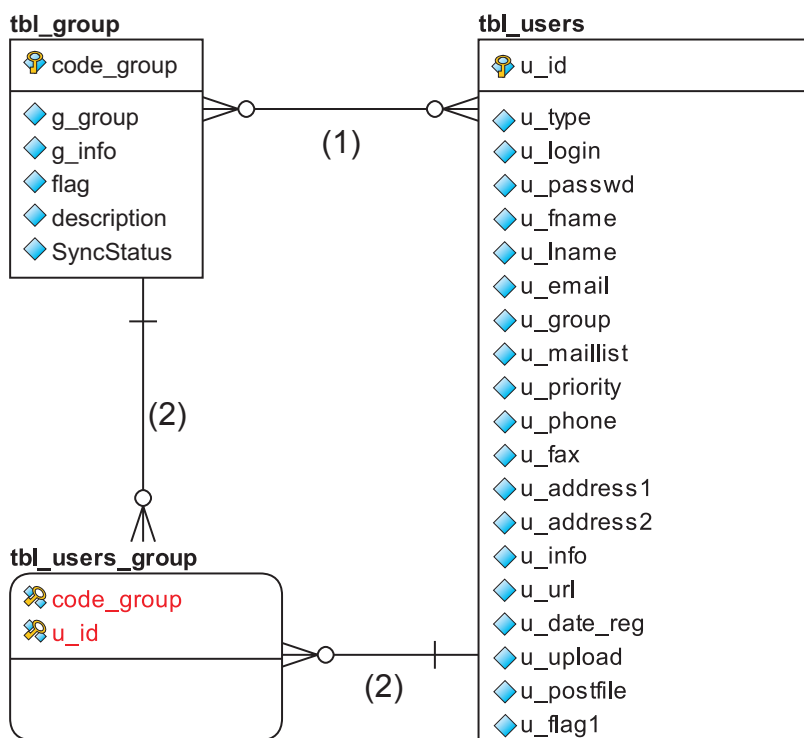 tbl_group
code_group
g_group
g_info
flag
description
SyncStatus
(1)
(2)
tbl_users_group
code_group
u_id
(2)
tbl_users
u_id
u_type
u_login
u_passwd
u_fname
u_lname
u_email
u_group
u_maillist
u_priority
u_phone
u_fax
u_address1
u_address2
u_info
u_url
u_date_reg
u_upload
u_postfile
u_flag1